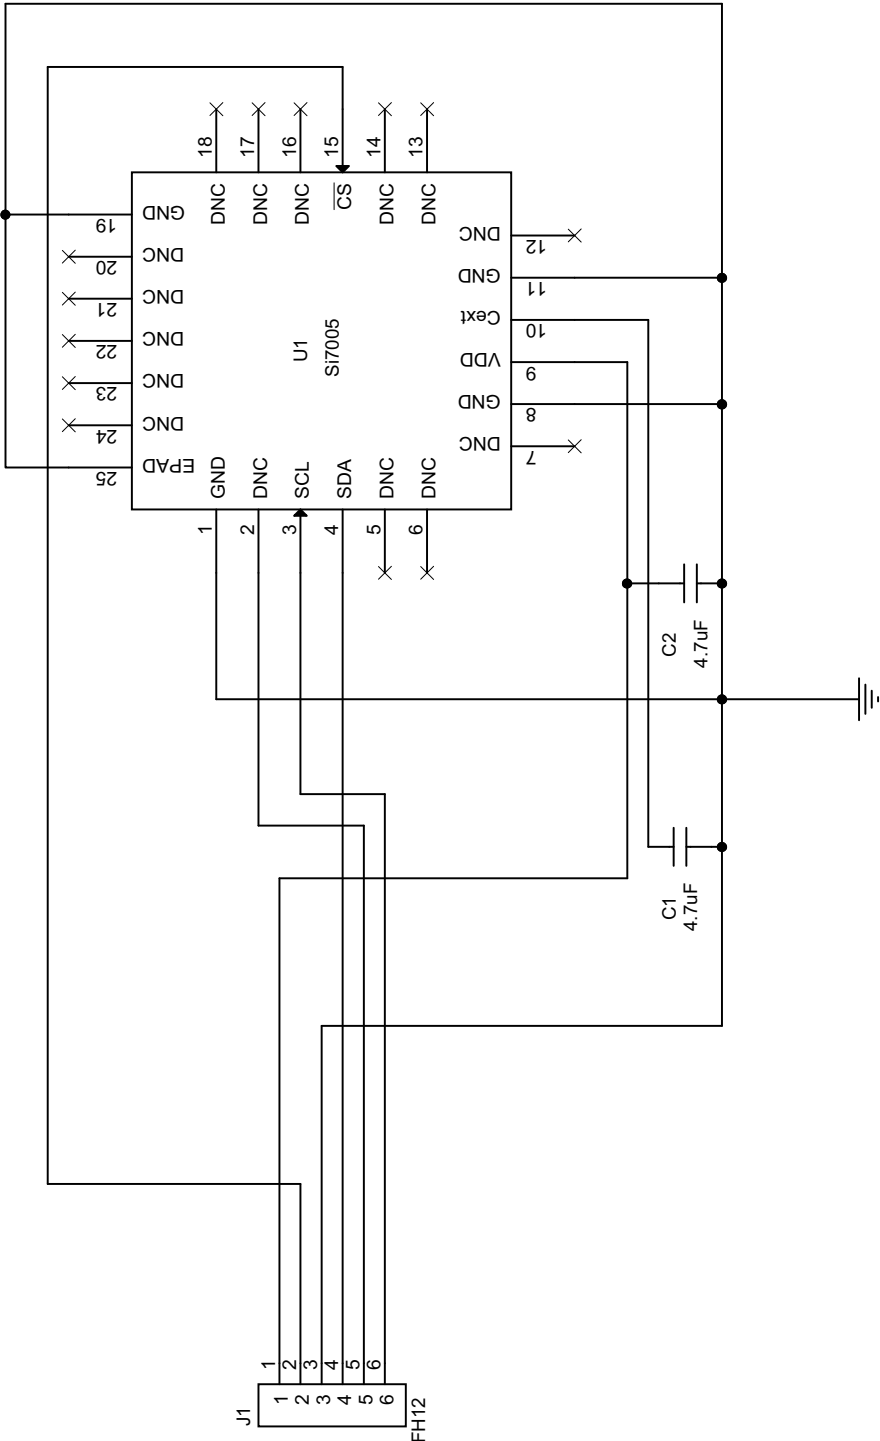 18
17
16
15
14
13
DNC
DNC
DNC
CS
DNC
DNC
19
GND
20
DNC
21
DNC
22
DNC
23
DNC
24
DNC
25
EPAD
DNC
12
GND
11
Cext
10
VDD
9
GND
8
DNC
7
U1
Si7005
GND
DNC
SCL
SDA
DNC
DNC
1
2
3
4
5
6
C2
4.7uF
C1
4.7uF
1
2
3
4
5
6
1
2
3
4
5
6
J1
FH12